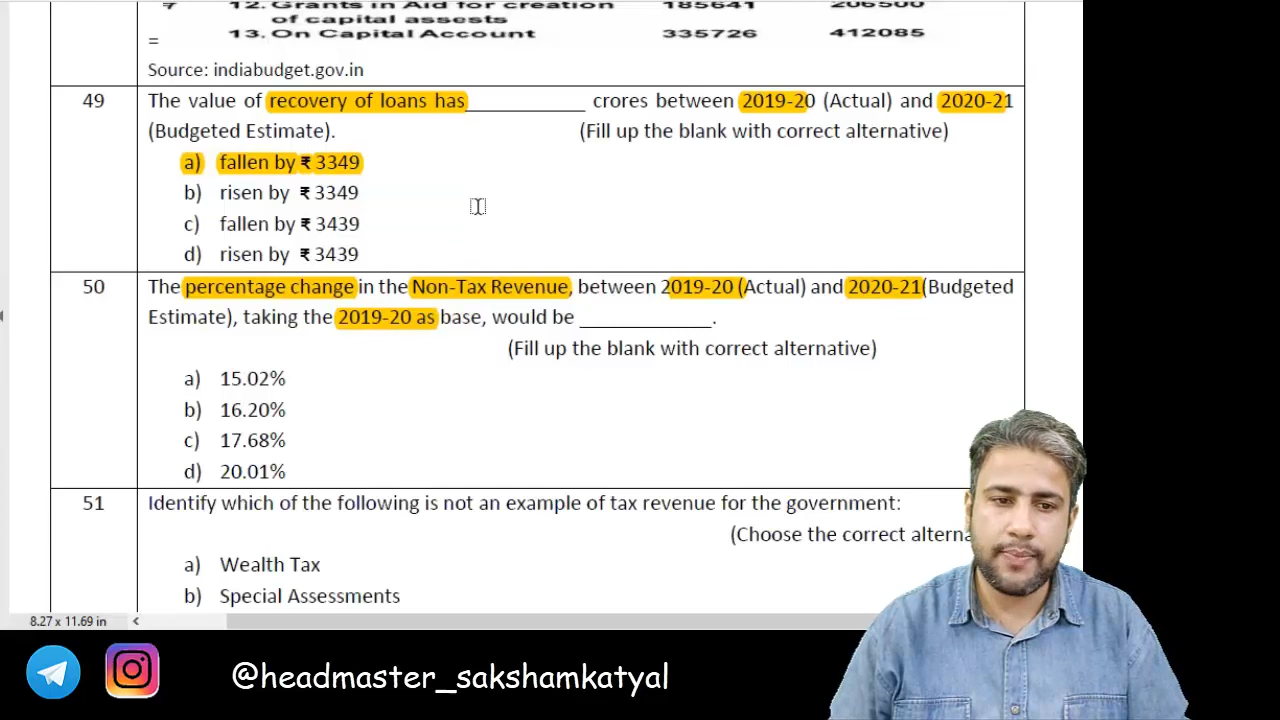 12. Grants in Aid for creation 185641 206500
of capital assests
= 13. On Capital Account 335726 412085
Source: indiabudget.gov.in
49 The value of recovery of loans has____________ crores between 2019-20 (Actual) and 2020-21
(Budgeted Estimate). (Fill up the blank with correct alternative)
a) fallen by ₹ 3349
b) risen by ₹ 3349
c) fallen by ₹ 3439
d) risen by ₹ 3439
50 The percentage change in the Non-Tax Revenue, between 2019-20 (Actual) and 2020-21(Budgeted
Estimate), taking the 2019-20 as base, would be _____________.
(Fill up the blank with correct alternative)
a) 15.02%
b) 16.20%
c) 17.68%
d) 20.01%
51 Identify which of the following is not an example of tax revenue for the government:
(Choose the correct alterna
a) Wealth Tax
b) Special Assessments
8.27 x 11.69 in
@headmaster_sakshamkatyal